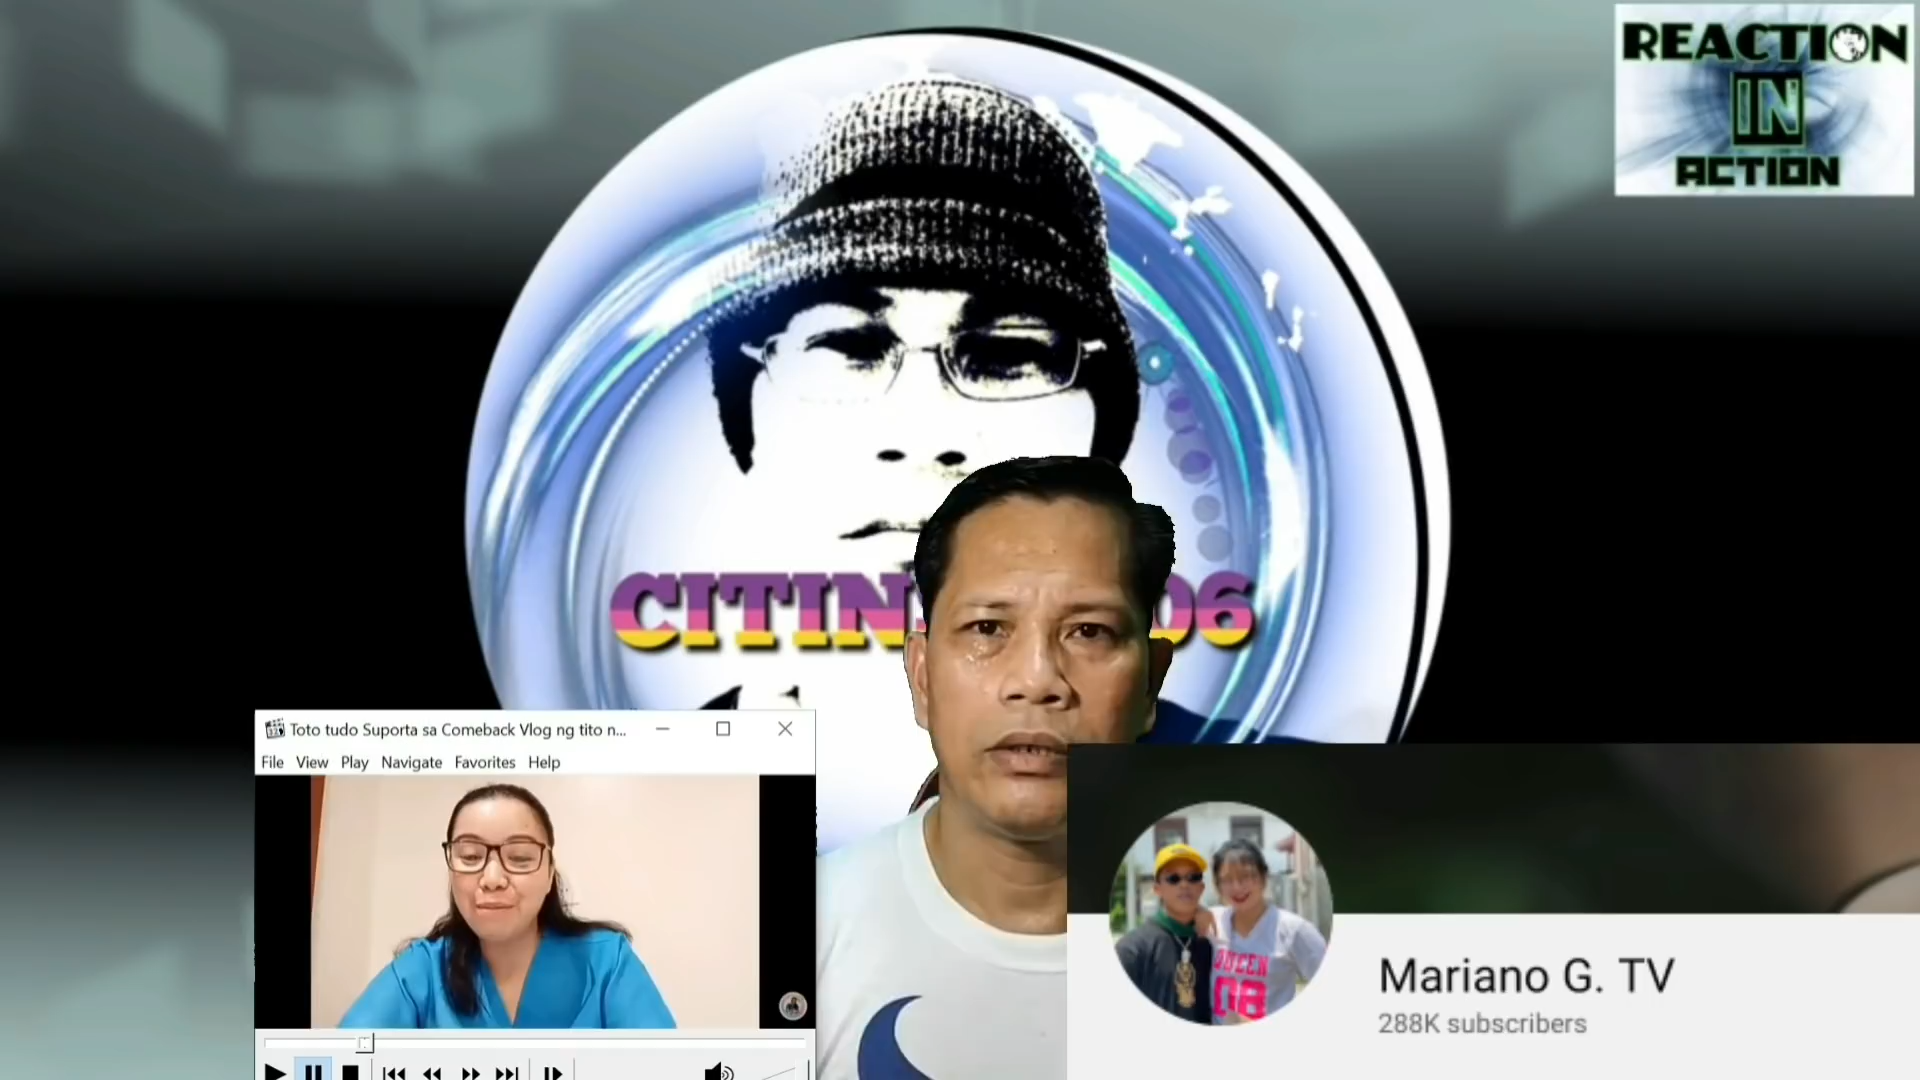 REACTION
IN
ACTION
CITIN
06
Toto tudo Suporta sa Comeback Vlog ng tito n...
File View Play Navigate Favorites Help
QUEEN
08
Mariano G. TV
288K subscribers